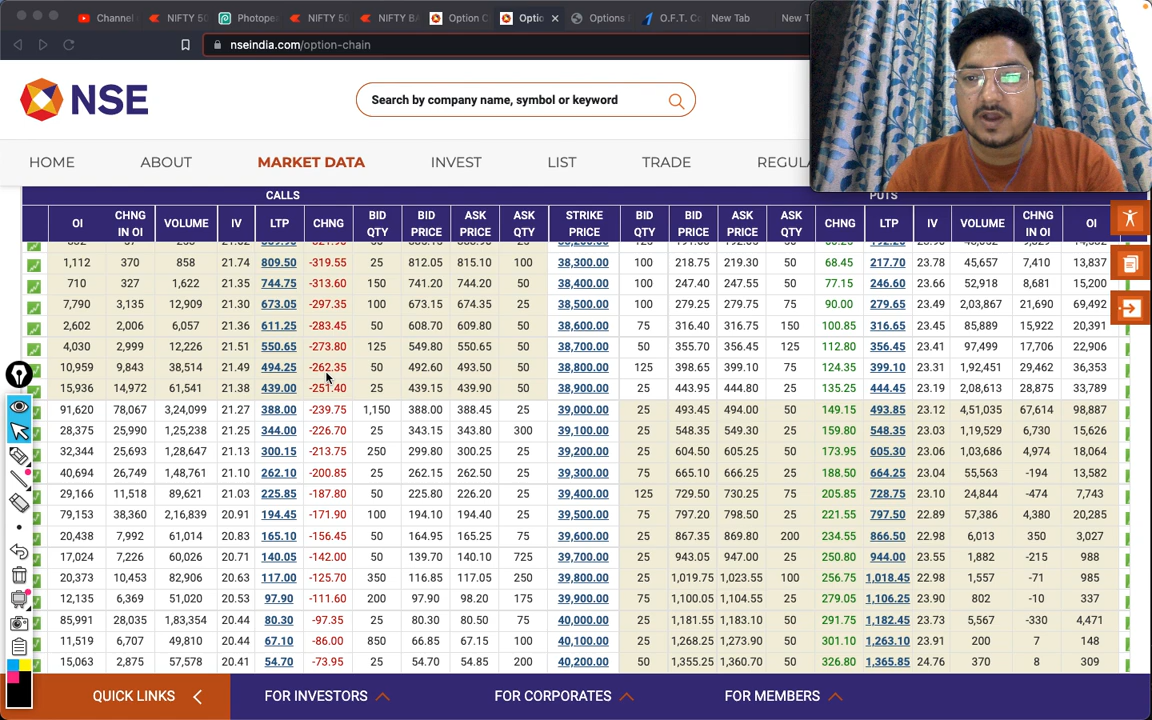 Channel NIFTY 50 Photopea NIFTY 50 NIFTY BA Option C Optio Options O.F.T. Co New Tab New T
nseindia.com/option-chain
NSE
Search by company name, symbol or keyword
HOME ABOUT MARKET DATA INVEST LIST TRADE REGULA
CALLS PUTS
OI CHNG IN OI VOLUME IV LTP CHNG BID QTY BID PRICE ASK PRICE ASK QTY STRIKE PRICE BID QTY BID PRICE ASK PRICE ASK QTY CHNG LTP IV VOLUME CHNG IN OI OI
1,112 370 858 21.74 809.50 -319.55 25 812.05 815.10 100 38,300.00 100 218.75 219.30 50 68.45 217.70 23.78 45,657 7,410 13,837
710 327 1,622 21.35 744.75 -313.60 150 741.20 744.20 50 38,400.00 100 247.40 247.55 50 77.15 246.60 23.66 52,918 8,681 15,200
7,790 3,135 12,909 21.30 673.05 -297.35 100 673.15 674.35 25 38,500.00 100 279.25 279.75 75 90.00 279.65 23.49 2,03,867 21,690 69,492
2,602 2,006 6,057 21.36 611.25 -283.45 50 608.70 609.80 50 38,600.00 75 316.40 316.75 150 100.85 316.65 23.45 85,889 15,922 20,391
4,030 2,999 12,226 21.51 550.65 -273.80 125 549.80 550.65 50 38,700.00 50 355.70 356.45 125 112.80 356.45 23.41 97,499 17,706 22,906
10,959 9,843 38,514 21.49 494.25 -262.35 50 492.60 493.50 50 38,800.00 125 398.65 399.10 75 124.35 399.10 23.30 1,92,451 29,462 36,353
15,936 14,972 61,541 21.38 439.00 -251.40 25 439.15 439.90 50 38,900.00 25 443.95 444.80 25 135.25 444.45 23.19 2,08,613 28,875 33,789
91,620 78,067 3,24,099 21.27 388.00 -239.75 1,150 388.00 388.45 25 39,000.00 25 493.45 494.00 50 149.15 493.85 23.12 4,51,035 67,614 98,887
28,375 25,990 1,25,238 21.25 344.00 -226.70 25 343.15 343.80 300 39,100.00 25 548.35 549.30 25 159.80 548.35 23.03 1,19,529 6,730 15,626
32,344 25,693 1,28,647 21.13 300.15 -213.75 250 299.80 300.25 25 39,200.00 25 604.50 605.25 50 173.95 605.30 23.06 1,03,686 4,974 18,064
40,694 26,749 1,48,761 21.10 262.10 -200.85 25 262.15 262.50 25 39,300.00 75 665.10 666.25 25 188.50 664.25 23.04 55,563 -194 13,582
29,166 11,518 89,621 21.03 225.85 -187.80 50 225.80 226.20 25 39,400.00 125 729.50 730.25 75 205.85 728.75 23.10 24,844 -474 7,743
79,153 38,360 2,16,839 20.91 194.45 -171.90 100 194.10 194.40 25 39,500.00 75 797.20 798.50 25 221.55 797.50 22.89 57,386 4,380 20,285
20,438 7,992 61,014 20.83 165.10 -156.45 50 164.95 165.25 75 39,600.00 25 867.35 869.80 200 234.55 866.50 22.98 6,013 350 3,027
17,024 7,226 60,026 20.71 140.05 -142.00 50 139.70 140.10 725 39,700.00 25 943.05 947.00 25 250.80 944.00 23.55 1,882 -215 988
20,373 10,453 82,906 20.63 117.00 -125.70 350 116.85 117.05 250 39,800.00 25 1,019.75 1,023.55 100 256.75 1,018.45 22.98 1,557 -71 985
12,135 6,369 51,020 20.53 97.90 -111.60 200 97.90 98.20 175 39,900.00 75 1,100.05 1,104.55 25 279.05 1,106.25 23.90 802 -10 337
85,991 28,035 1,83,354 20.44 80.30 -97.35 25 80.30 80.50 75 40,000.00 25 1,181.55 1,183.10 50 291.75 1,182.45 23.73 5,567 -330 4,471
11,519 6,707 49,810 20.44 67.10 -86.00 850 66.85 67.15 100 40,100.00 25 1,268.25 1,273.90 50 301.10 1,263.10 23.91 200 7 148
15,063 2,875 57,578 20.41 54.70 -73.95 25 54.70 54.85 200 40,200.00 50 1,355.25 1,360.70 50 326.80 1,365.85 24.76 370 8 309
QUICK LINKS FOR INVESTORS FOR CORPORATES FOR MEMBERS